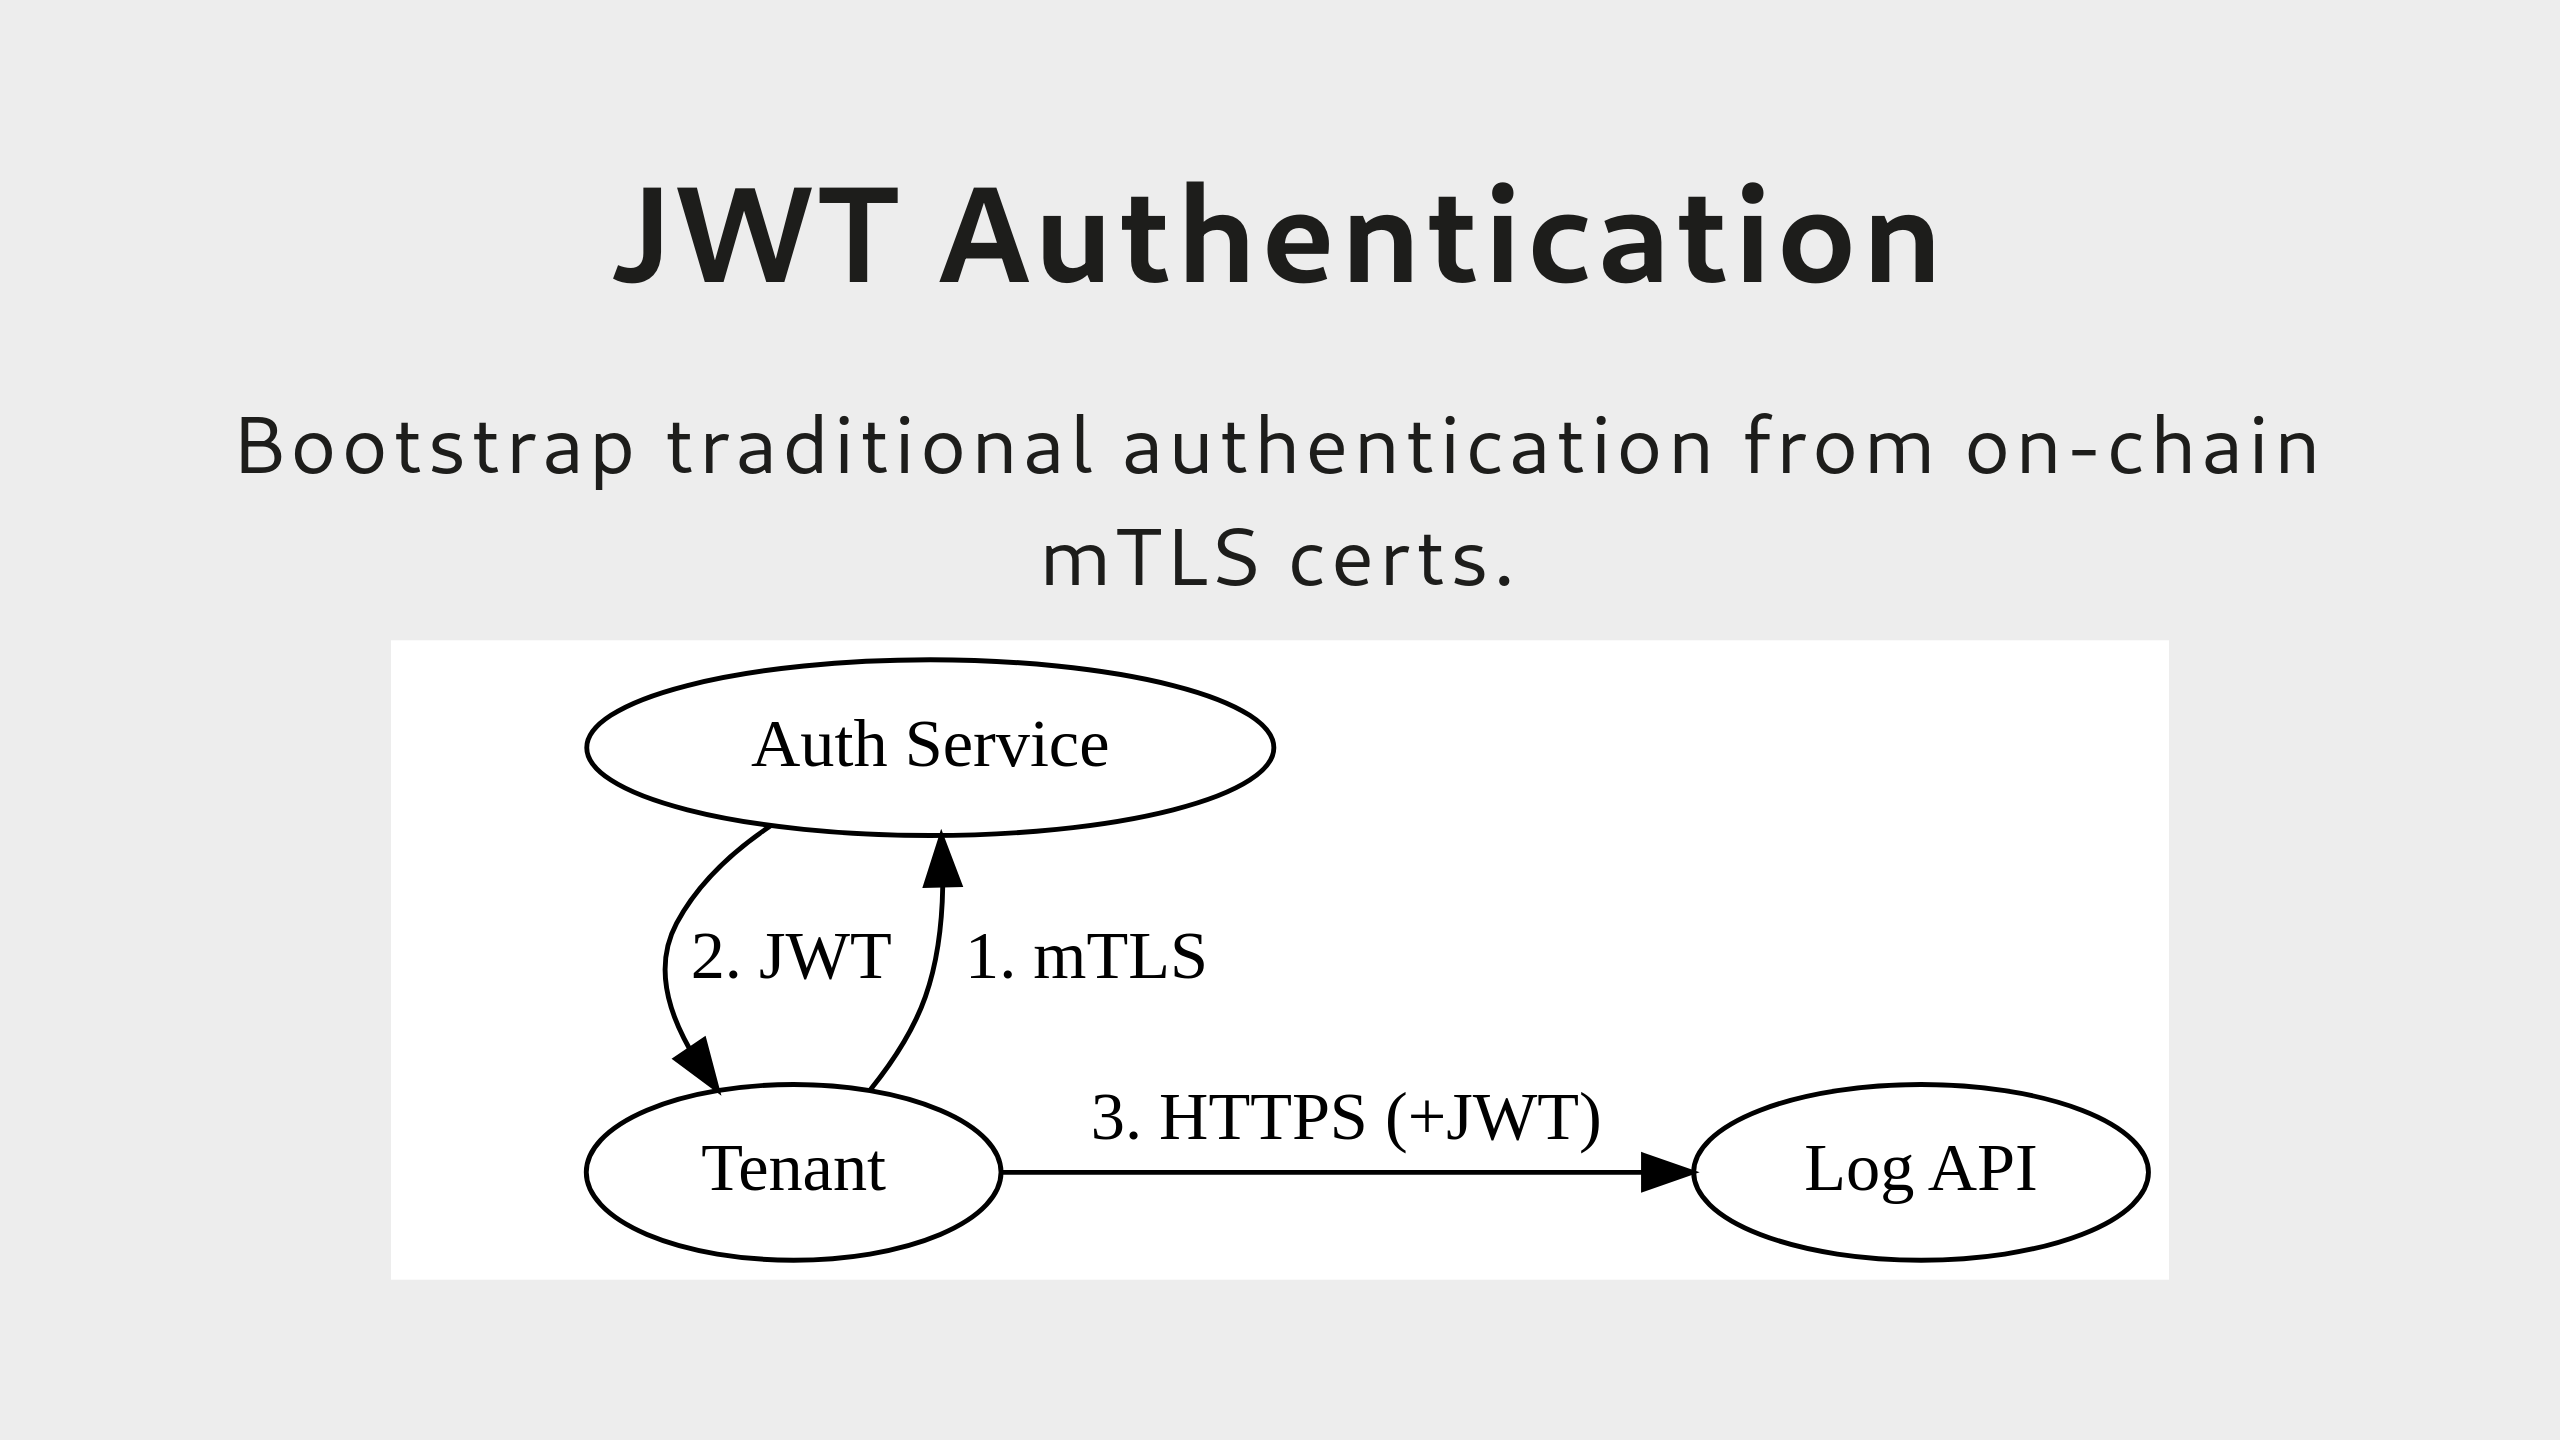 JWT Authentication
Bootstrap traditional authentication from on-chain
mTLS certs.
Auth Service
2. JWT
1. mTLS
3. HTTPS (+JWT)
Tenant
Log API